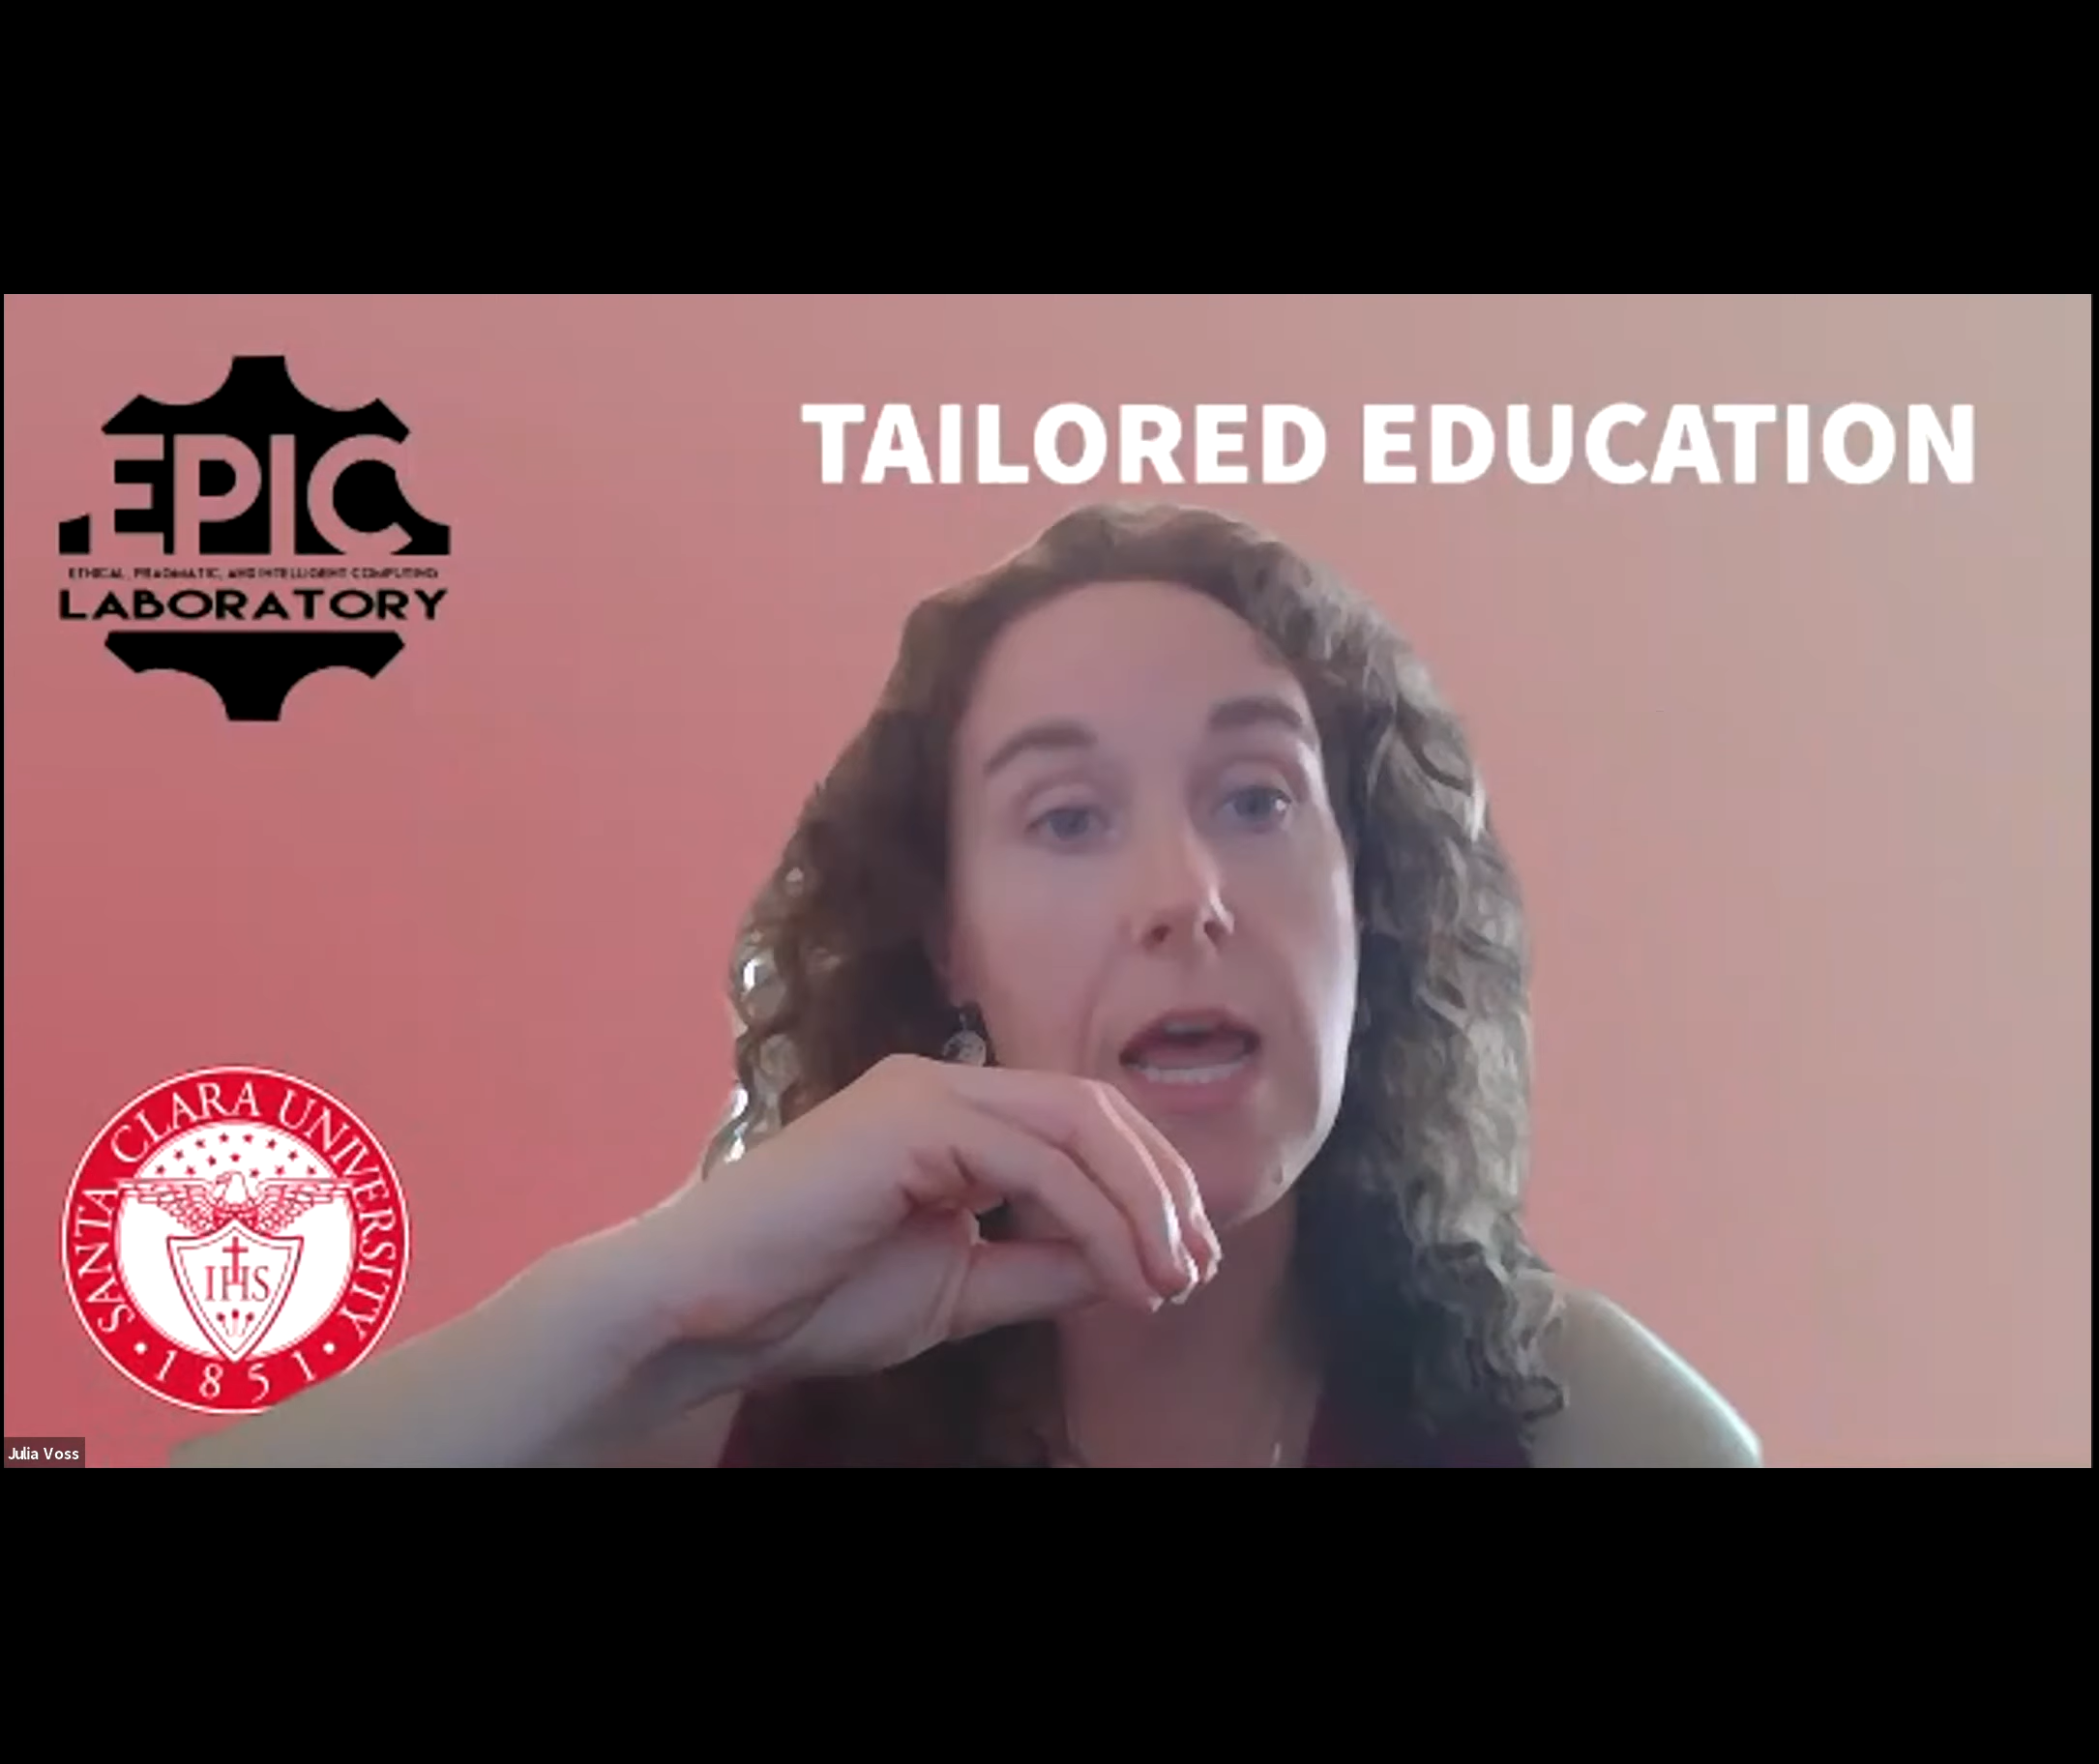 TAILORED EDUCATION
EPIC
ETHICAL, PRAGMATIC, AND INTELLIGENT COMPUTING
LABORATORY
SANTA CLARA UNIVERSITY
IHS
1851
Julia Voss